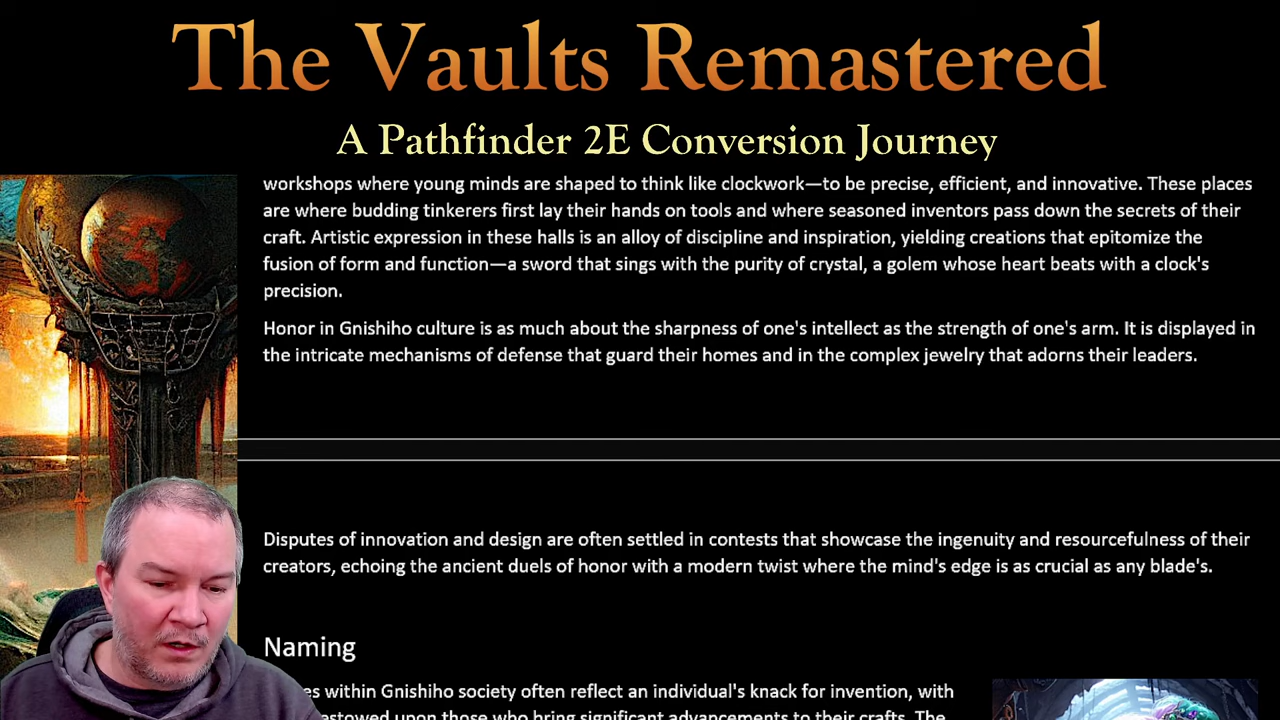 The Vaults Remastered
A Pathfinder 2E Conversion Journey
workshops where young minds are shaped to think like clockwork—to be precise, efficient, and innovative. These places
are where budding tinkerers first lay their hands on tools and where seasoned inventors pass down the secrets of their
craft. Artistic expression in these halls is an alloy of discipline and inspiration, yielding creations that epitomize the
fusion of form and function—a sword that sings with the purity of crystal, a golem whose heart beats with a clock's
precision.
Honor in Gnishiho culture is as much about the sharpness of one's intellect as the strength of one's arm. It is displayed in
the intricate mechanisms of defense that guard their homes and in the complex jewelry that adorns their leaders.
Disputes of innovation and design are often settled in contests that showcase the ingenuity and resourcefulness of their
creators, echoing the ancient duels of honor with a modern twist where the mind's edge is as crucial as any blade's.
Naming
within Gnishiho society often reflect an individual's knack for invention, with
upon those who bring significant advancements to their crafts. The